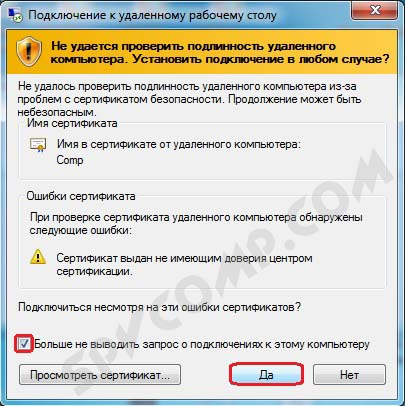 Подключение к удаленному рабочему столу
Не удается проверить подлинность удаленного
компьютера. Установить подключение в любом случае?
Не удалось проверить подлинность удаленного компьютера из-за
проблем с сертификатом безопасности. Продолжение может быть
небезопасным.
Имя сертификата
Имя в сертификате от удаленного компьютера:
Comp
Ошибки сертификата
При проверке сертификата удаленного компьютера обнаружены
следующие ошибки:
Сертификат выдан не имеющим доверия центром
сертификации.
Подключиться несмотря на эти ошибки сертификатов?
Больше не выводить запрос о подключениях к этому компьютеру
Просмотреть сертификат...
Да
Нет
SPYCOMP.COM